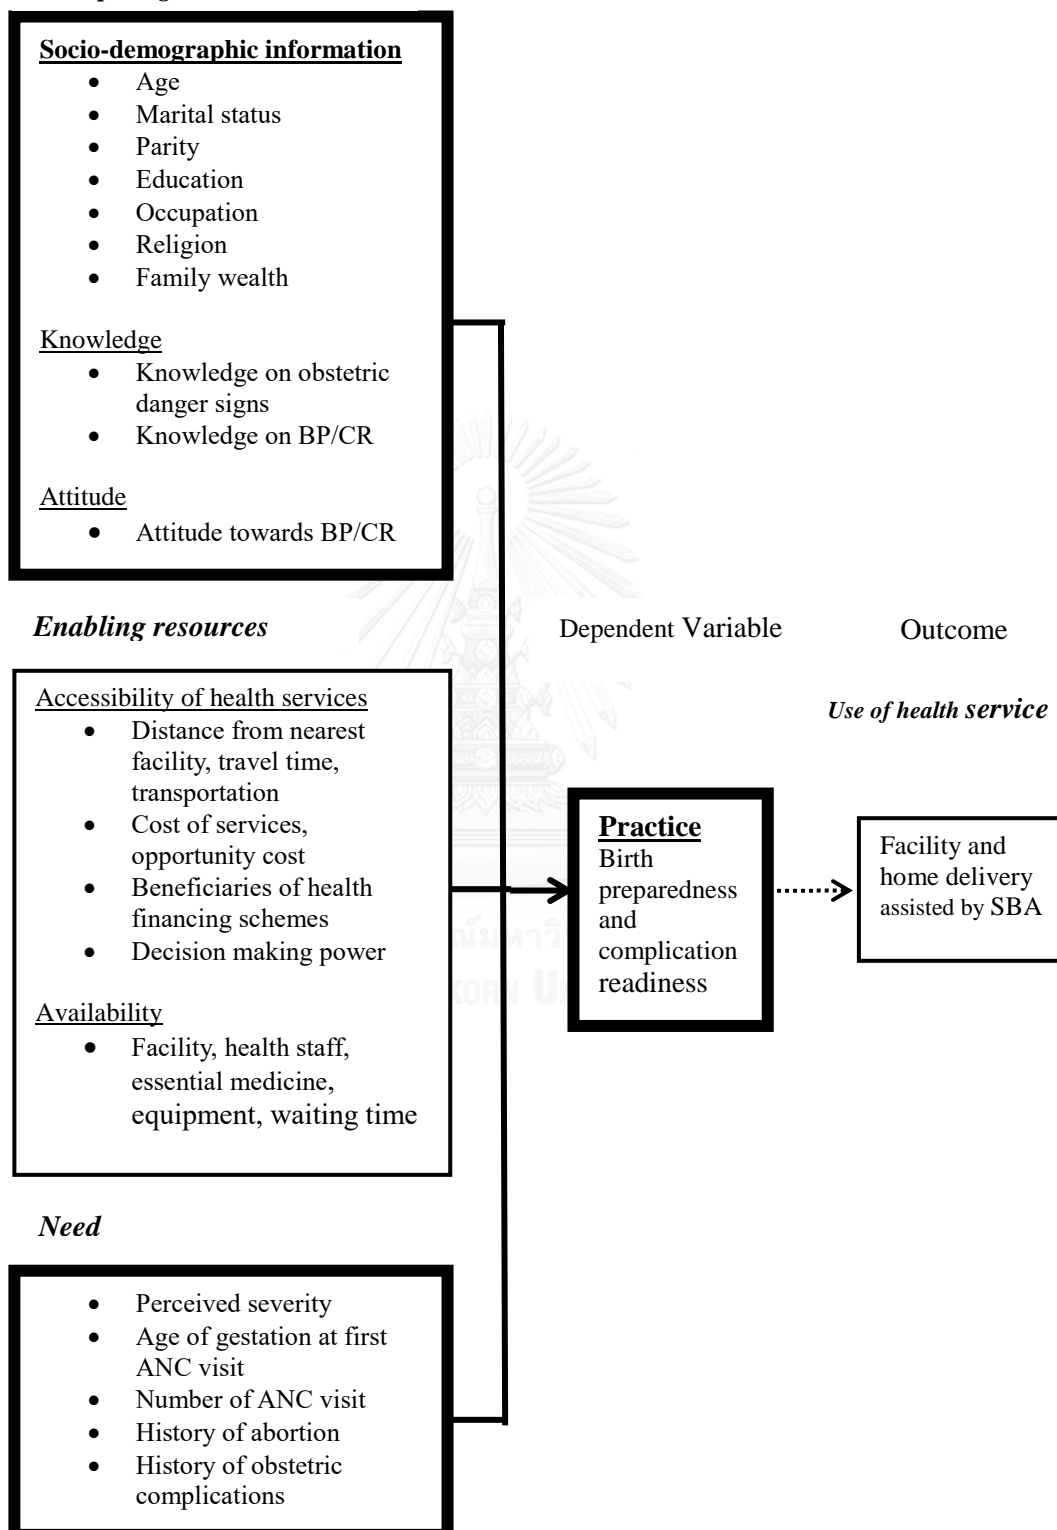 Socio-demographic information
• Age
• Marital status
• Parity
• Education
• Occupation
• Religion
• Family wealth
Knowledge
• Knowledge on obstetric
danger signs
• Knowledge on BP/CR
Attitude
• Attitude towards BP/CR
Enabling resources
Accessibility of health services
• Distance from nearest
facility, travel time,
transportation
• Cost of services,
opportunity cost
• Beneficiaries of health
financing schemes
• Decision making power
Availability
• Facility, health staff,
essential medicine,
equipment, waiting time
Need
• Perceived severity
• Age of gestation at first
ANC visit
• Number of ANC visit
• History of abortion
• History of obstetric
complications
Dependent Variable
Practice
Birth
preparedness
and
complication
readiness
Outcome
Use of health service
Facility and
home delivery
assisted by SBA